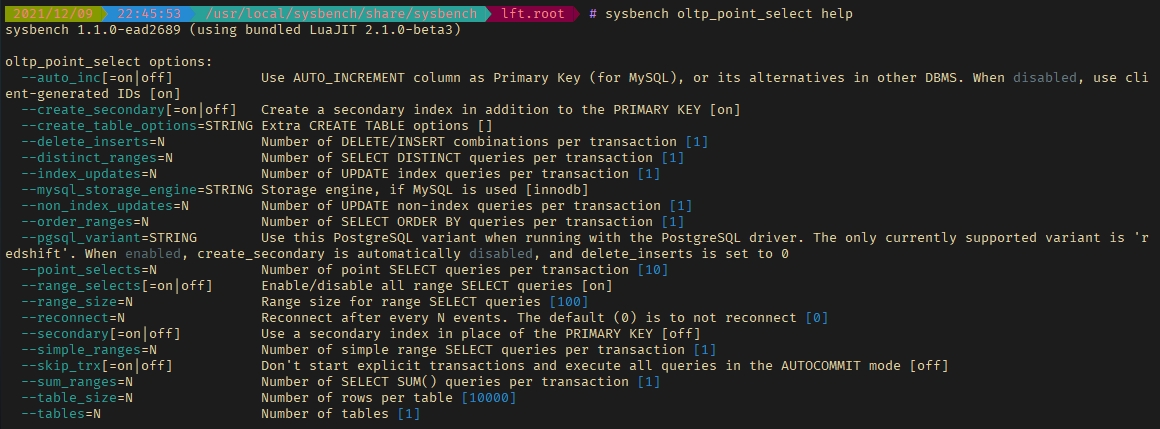 2021/12/09 22:45:53 /usr/local/sysbench/share/sysbench lft.root # sysbench oltp_point_select help
sysbench 1.1.0-ead2689 (using bundled LuaJIT 2.1.0-beta3)
oltp_point_select options:
--auto_inc[=on|off] Use AUTO_INCREMENT column as Primary Key (for MySQL), or its alternatives in other DBMS. When disabled, use cli
ent-generated IDs [on]
--create_secondary[=on|off] Create a secondary index in addition to the PRIMARY KEY [on]
--create_table_options=STRING Extra CREATE TABLE options []
--delete_inserts=N Number of DELETE/INSERT combinations per transaction [1]
--distinct_ranges=N Number of SELECT DISTINCT queries per transaction [1]
--index_updates=N Number of UPDATE index queries per transaction [1]
--mysql_storage_engine=STRING Storage engine, if MySQL is used [innodb]
--non_index_updates=N Number of UPDATE non-index queries per transaction [1]
--order_ranges=N Number of SELECT ORDER BY queries per transaction [1]
--pgsql_variant=STRING Use this PostgreSQL variant when running with the PostgreSQL driver. The only currently supported variant is 'r
edshift'. When enabled, create_secondary is automatically disabled, and delete_inserts is set to 0
--point_selects=N Number of point SELECT queries per transaction [10]
--range_selects[=on|off] Enable/disable all range SELECT queries [on]
--range_size=N Range size for range SELECT queries [100]
--reconnect=N Reconnect after every N events. The default (0) is to not reconnect [0]
--secondary[=on|off] Use a secondary index in place of the PRIMARY KEY [off]
--simple_ranges=N Number of simple range SELECT queries per transaction [1]
--skip_trx[=on|off] Don't start explicit transactions and execute all queries in the AUTOCOMMIT mode [off]
--sum_ranges=N Number of SELECT SUM() queries per transaction [1]
--table_size=N Number of rows per table [10000]
--tables=N Number of tables [1]